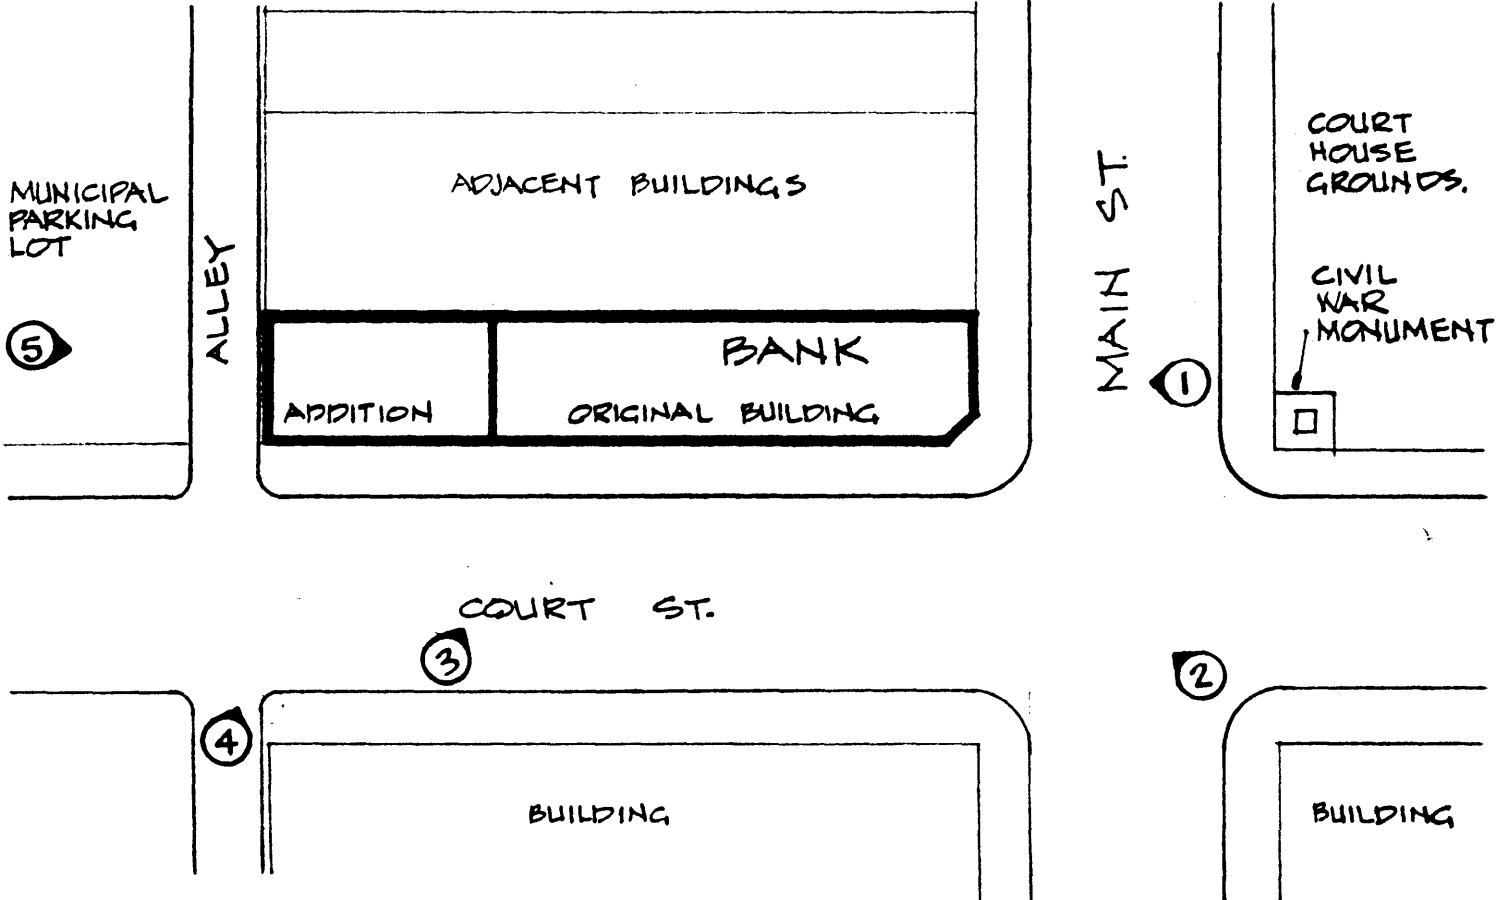 COURT
HOUSE
GROUNDS.
ADJACENT BUILDINGS
MUNICIPAL
PARKING
LOT
ALLEY
MAIN ST.
CIVIL
WAR
MONUMENT
5
BANK
1
ADDITION
ORIGINAL BUILDING
COURT ST.
3
2
4
BUILDING
BUILDING